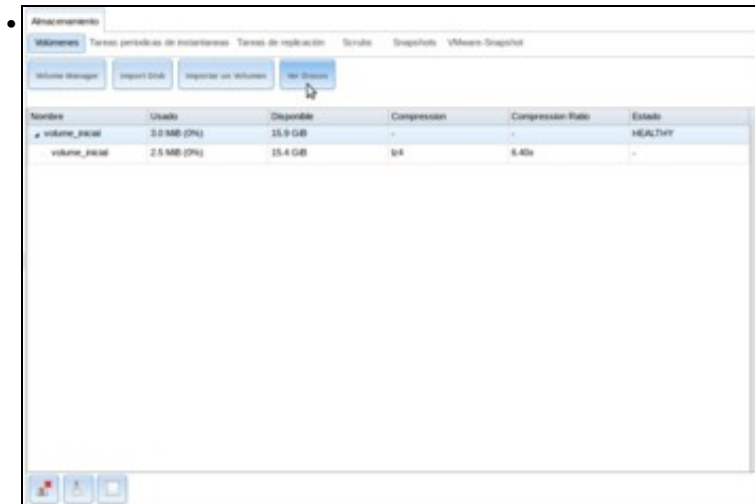 Almacenamiento
Volúmenes Tareas periódicas de instantaneas Tareas de replicación Scrubs Snapshots VMware-Snapshot
Volume Manager Import Disk Importar un Volumen Ver Discos
Nombre Usado Disponible Compression Compression Ratio Estado
volume_inicial 3.0 MiB (0%) 15.9 GiB - - HEALTHY
volume_inicial 2.5 MiB (0%) 15.4 GiB lz4 6.40x -